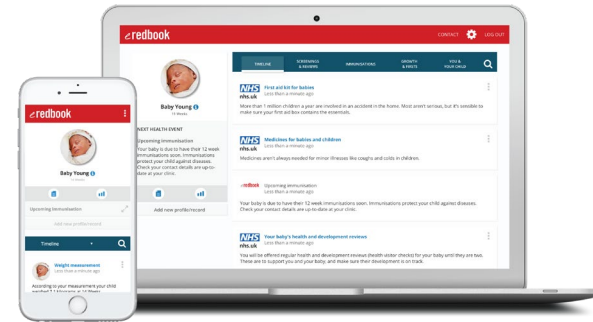 eredbook
CONTACT
LOG OUT
Baby Young
11 Weeks
NEXT HEALTH EVENT
Upcoming Immunisation
Your baby is due to have their 12 week
immunisations soon. Immunisations
protect your child against diseases.
Check your contact details are up-to-
date at your clinic.
Add new profile/record
TIMELINE
SCREENINGS
& REVIEWS
IMMUNISATIONS
GROWTH
& FIRSTS
YOU &
YOUR CHILD
NHS
nhs.uk
First aid kit for babies
Less than a minute ago
More than 1 million children a year are involved in an accident in the home. Most aren't serious, but it's sensible to
make sure your first aid box contains the essentials.
NHS
nhs.uk
Medicines for babies and children
Less than a minute ago
Medicines aren't always needed for minor illnesses like coughs and colds in children.
eredbook
Upcoming Immunisation
Less than a minute ago
Your baby is due to have their 12 week immunisations soon. Immunisations protect your child against diseases.
Check your contact details are up-to-date at your clinic.
NHS
nhs.uk
Your baby's health and development reviews
Less than a minute ago
You will be offered regular health and development reviews (health visitor checks) for your baby until they are two.
These are to support you and your baby, and make sure their development is on track.
eredbook
Baby Young
Upcoming Immunisation
Add new profile/record
Timeline
Weight measurement
Less than a minute ago
According to your measurement your child